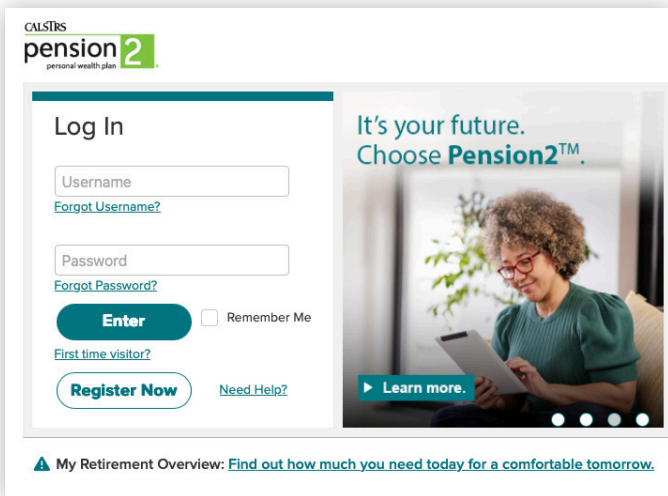 CALSTRS
pension2
personal wealth plan
Log In
Username
Forgot Username?
Password
Forgot Password?
Enter
Remember Me
First time visitor?
Register Now
Need Help?
It's your future.
Choose Pension2™.
Learn more.
My Retirement Overview: Find out how much you need today for a comfortable tomorrow.